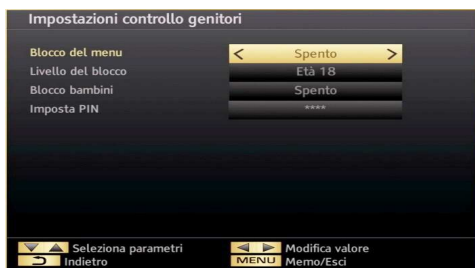 Impostazioni controllo genitori
Blocco del menu < Spento >
Livello del blocco Età 18
Blocco bambini Spento
Imposta PIN ****
Seleziona parametri Modifica valore
Indietro MENU Memo/Esci